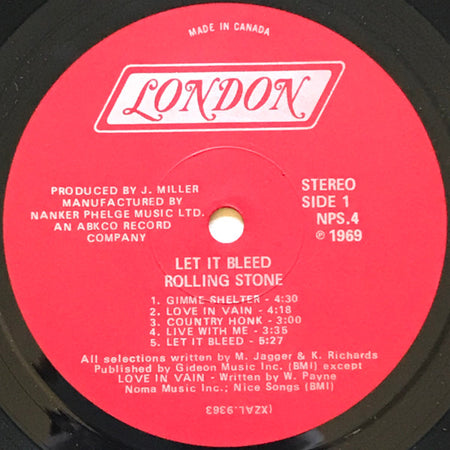 MADE IN CANADA
LONDON
PRODUCED BY J. MILLER
MANUFACTURED BY
NANKER PHELGE MUSIC LTD.
AN ABKCO RECORD
COMPANY
STEREO
SIDE 1
NPS.4
℗ 1969
LET IT BLEED
ROLLING STONE
1. GIMME SHELTER - 4:30
2. LOVE IN VAIN - 4:18
3. COUNTRY HONK - 3:00
4. LIVE WITH ME - 3:35
5. LET IT BLEED - 5:27
All selections written by M. Jagger & K. Richards
Published by Gideon Music Inc. (BMI) except
LOVE IN VAIN - Written by W. Payne
Noma Music Inc.; Nice Songs (BMI)
(XZAL.9363